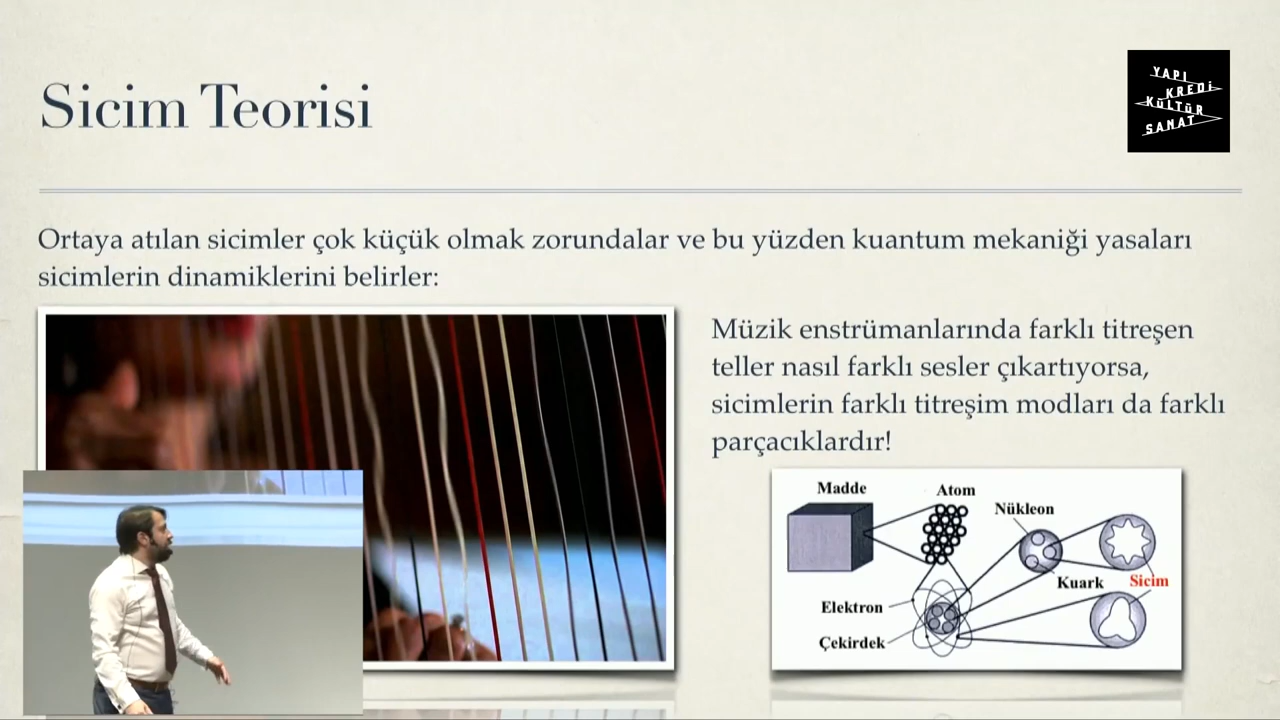 Sicim Teorisi
YAPI
KREDİ
KÜLTÜR
SANAT
Ortaya atılan sicimler çok küçük olmak zorundalar ve bu yüzden kuantum mekaniği yasaları
sicimlerin dinamiklerini belirler:
Müzik enstrümanlarında farklı titreşen
teller nasıl farklı sesler çıkartıyorsa,
sicimlerin farklı titreşim modları da farklı
parçacıklardır!
Madde
Atom
Nükleon
Kuark
Sicim
Elektron
Çekirdek